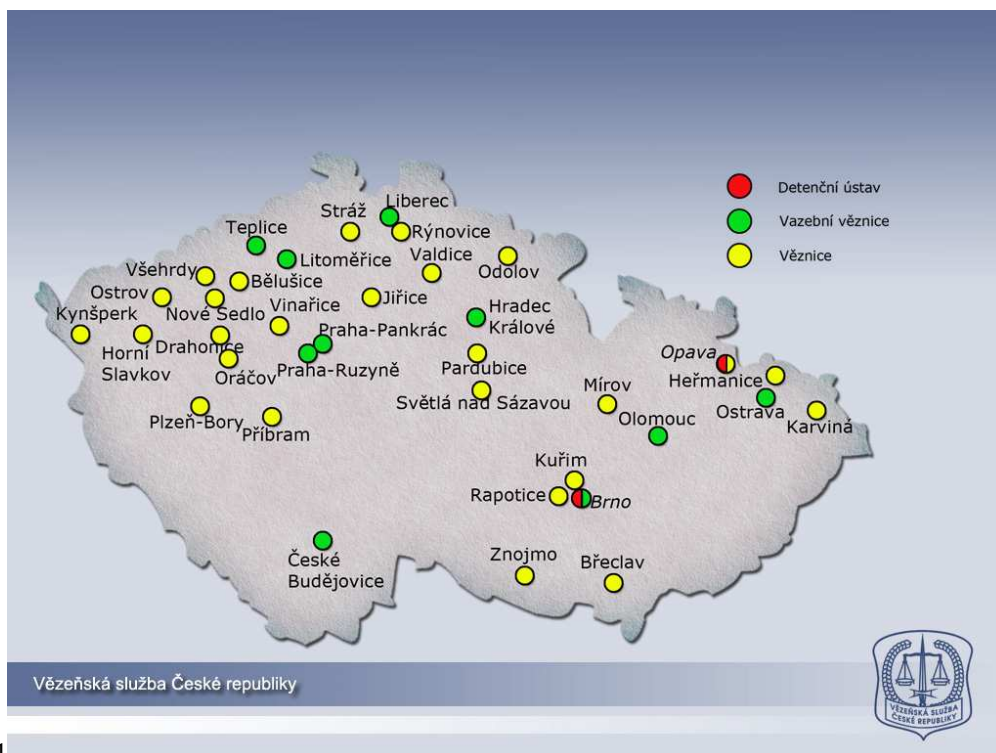 Liberec
Stráž
Teplice
Rýnovice
Litoměřice
Valdice
Odolov
Všehrdy
Bělušice
Ostrov
Vinařice
Jiříce
Hradec
Králové
Kynšperk
Nové Sedlo
Praha-Pankrác
Horní
Slavkov
Drahonice
Oráčov
Praha-Ruzyně
Pardubice
Světlá nad Sázavou
Plzeň-Bory
Příbram
Mírov
Opava
Heřmanice
Olomouc
Ostrava
Karviná
Kuřim
Rapotice
Brno
České
Budějovice
Znojmo
Břeclav
Detenční ústav
Vazební věznice
Věznice
Vězeňská služba České republiky
VĚZEŇSKÁ SLUŽBA
ČESKÉ REPUBLIKY